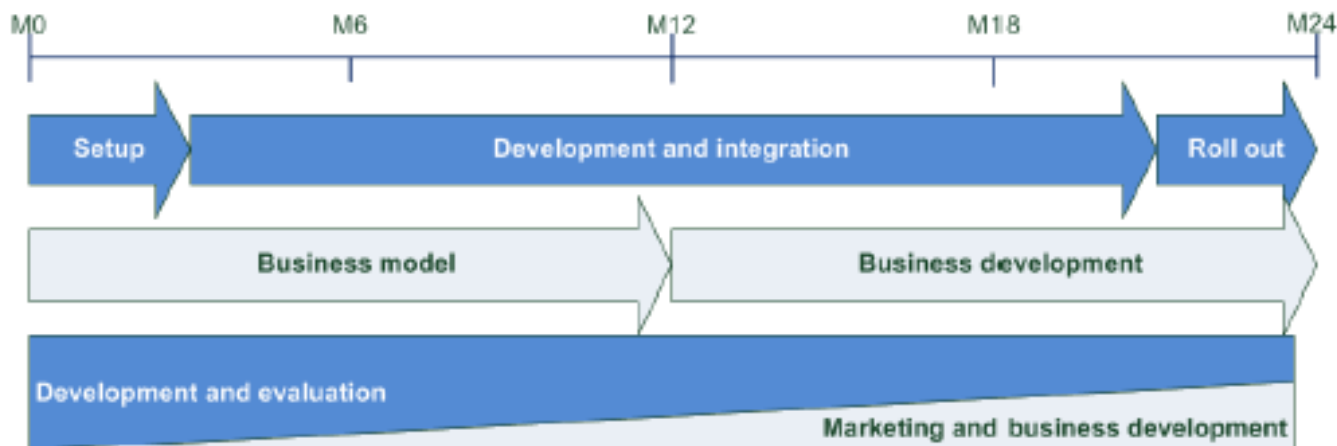 M0 M6 M12 M18 M24
Setup Development and integration Roll out
Business model Business development
Development and evaluation
Marketing and business development